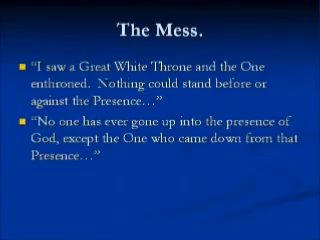 The Mess.
“I saw a Great White Throne and the One
enthroned.  Nothing could stand before or
against the Presence…”
“No one has ever gone up into the presence of
God, except the One who came down from that
Presence…”